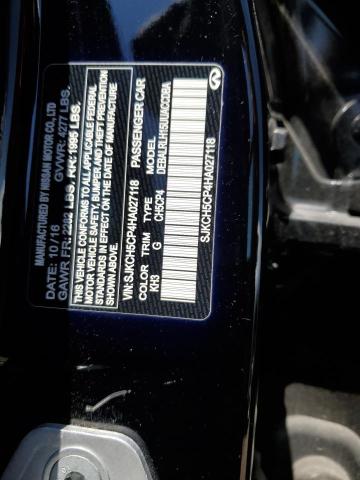 MANUFACTURED BY NISSAN MOTOR CO., LTD
DATE: 10 / 16 GVWR: 4277 LBS.
GAWR FR: 2282 LBS. RR: 1995 LBS.
THIS VEHICLE CONFORMS TO ALL APPLICABLE FEDERAL
MOTOR VEHICLE SAFETY, BUMPER AND THEFT PREVENTION
STANDARDS IN EFFECT ON THE DATE OF MANUFACTURE
SHOWN ABOVE.
VIN: SJKCH5CP4HA027118 PASSENGER CAR
COLOR TRIM TYPE MODEL
KH3 G CH5CP4
SJKCH5CP4HA027118